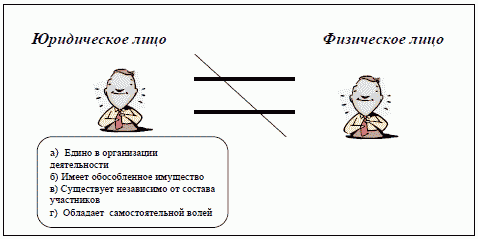 Юридическое лицо
Физическое лицо
а) Едино в организации
деятельности
б) Имеет обособленное имущество
в) Существует независимо от состава
участников
г) Обладает самостоятельной волей